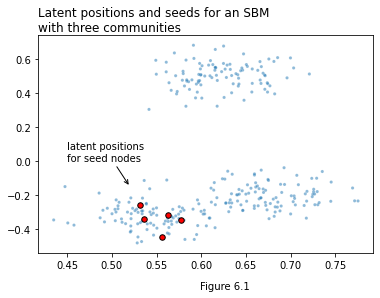 Latent positions and seeds for an SBM
with three communities
0.6
0.4
0.2
0.0
−0.2
−0.4
latent positions
for seed nodes
0.45 0.50 0.55 0.60 0.65 0.70 0.75
Figure 6.1